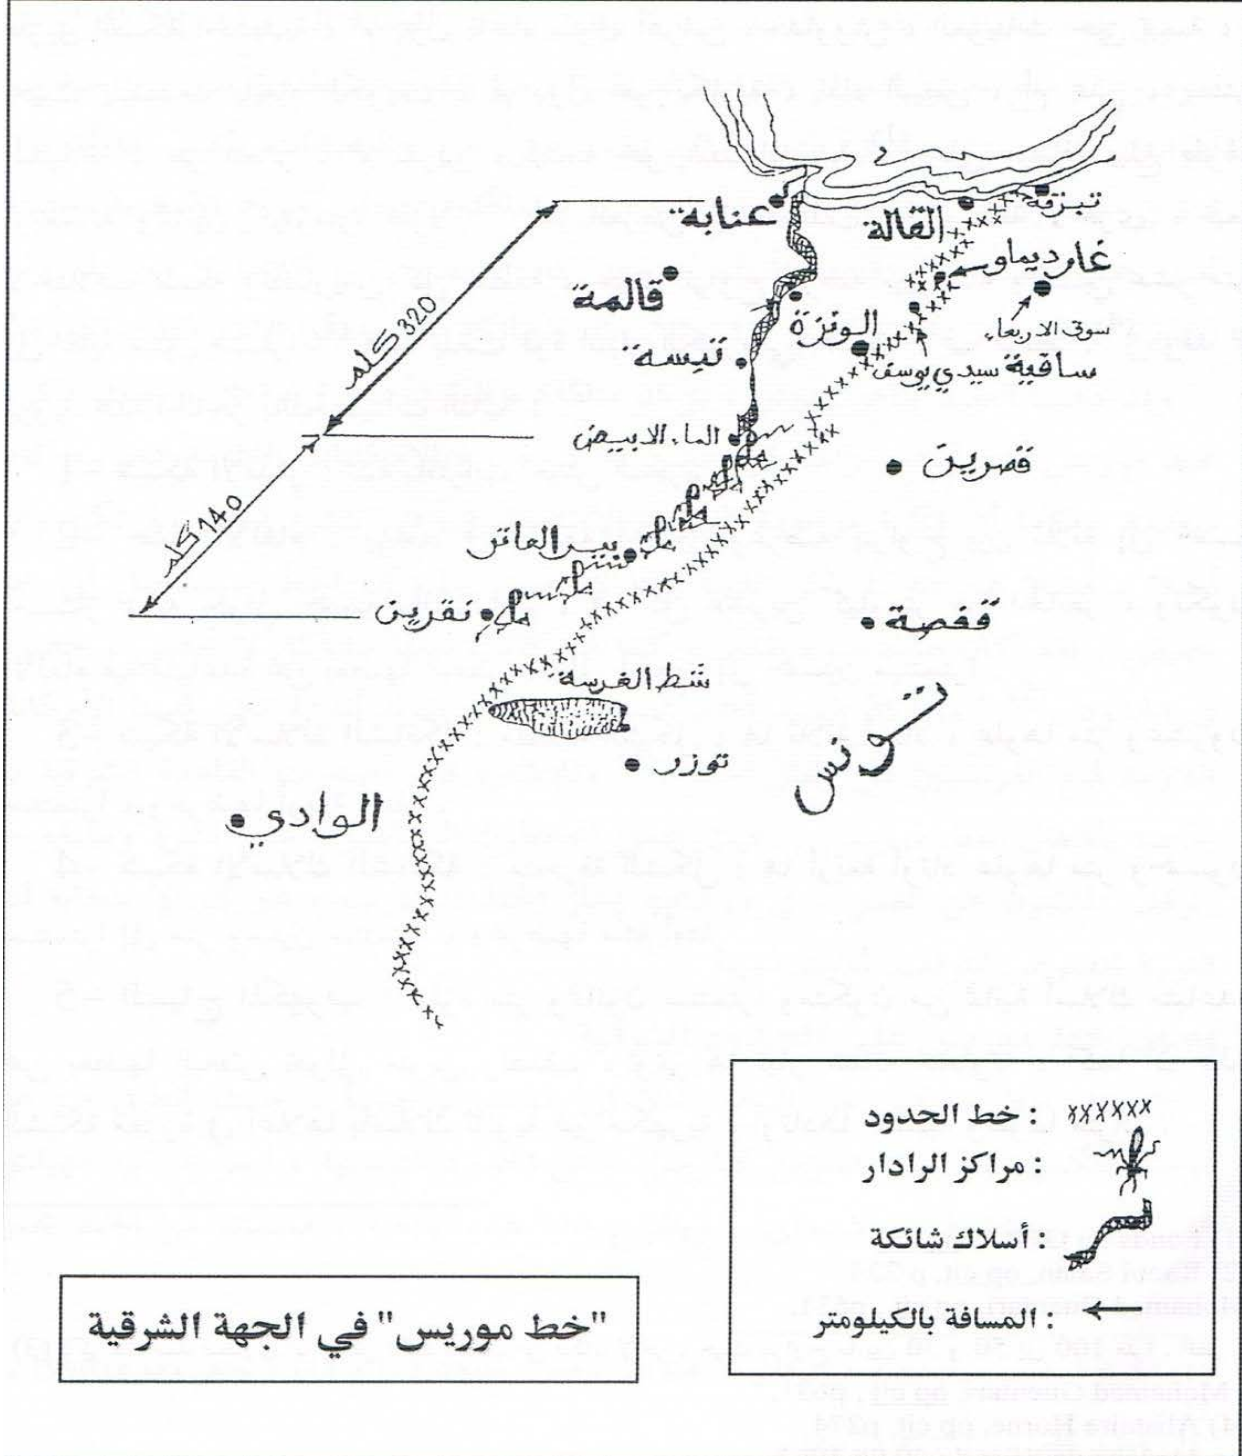 تبرقة
عنابة
القالة
غارديماو
قالمة
سوق الاربعاء
الونزة
320 كلم
تبسة
ساقية سيدي يوسف
الماء الابيض
قصرين
140 كلم
بير العاتر
نقرين
قفصة
شط الغرسة
تونس
توزر
الوادي
xxxxxx : خط الحدود
: مراكز الرادار
: أسلاك شائكة
: المسافة بالكيلومتر
"خط موريس" في الجهة الشرقية